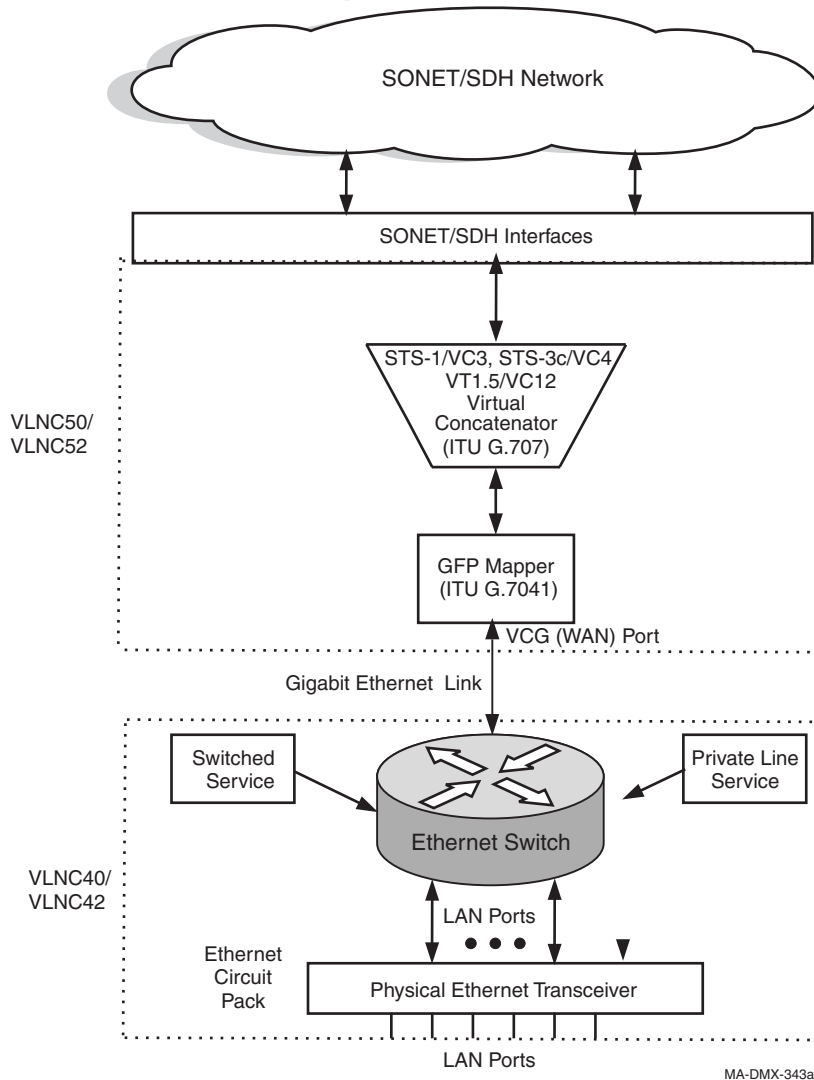 SONET/SDH Network
SONET/SDH Interfaces
STS-1/VC3, STS-3c/VC4
VT1.5/VC12
Virtual
Concatenator
(ITU G.707)
VLNC50/
VLNC52
GFP Mapper
(ITU G.7041)
VCG (WAN) Port
Gigabit Ethernet Link
Switched
Service
Private Line
Service
Ethernet Switch
VLNC40/
VLNC42
LAN Ports
Ethernet
Circuit
Pack
Physical Ethernet Transceiver
LAN Ports
MA-DMX-343a